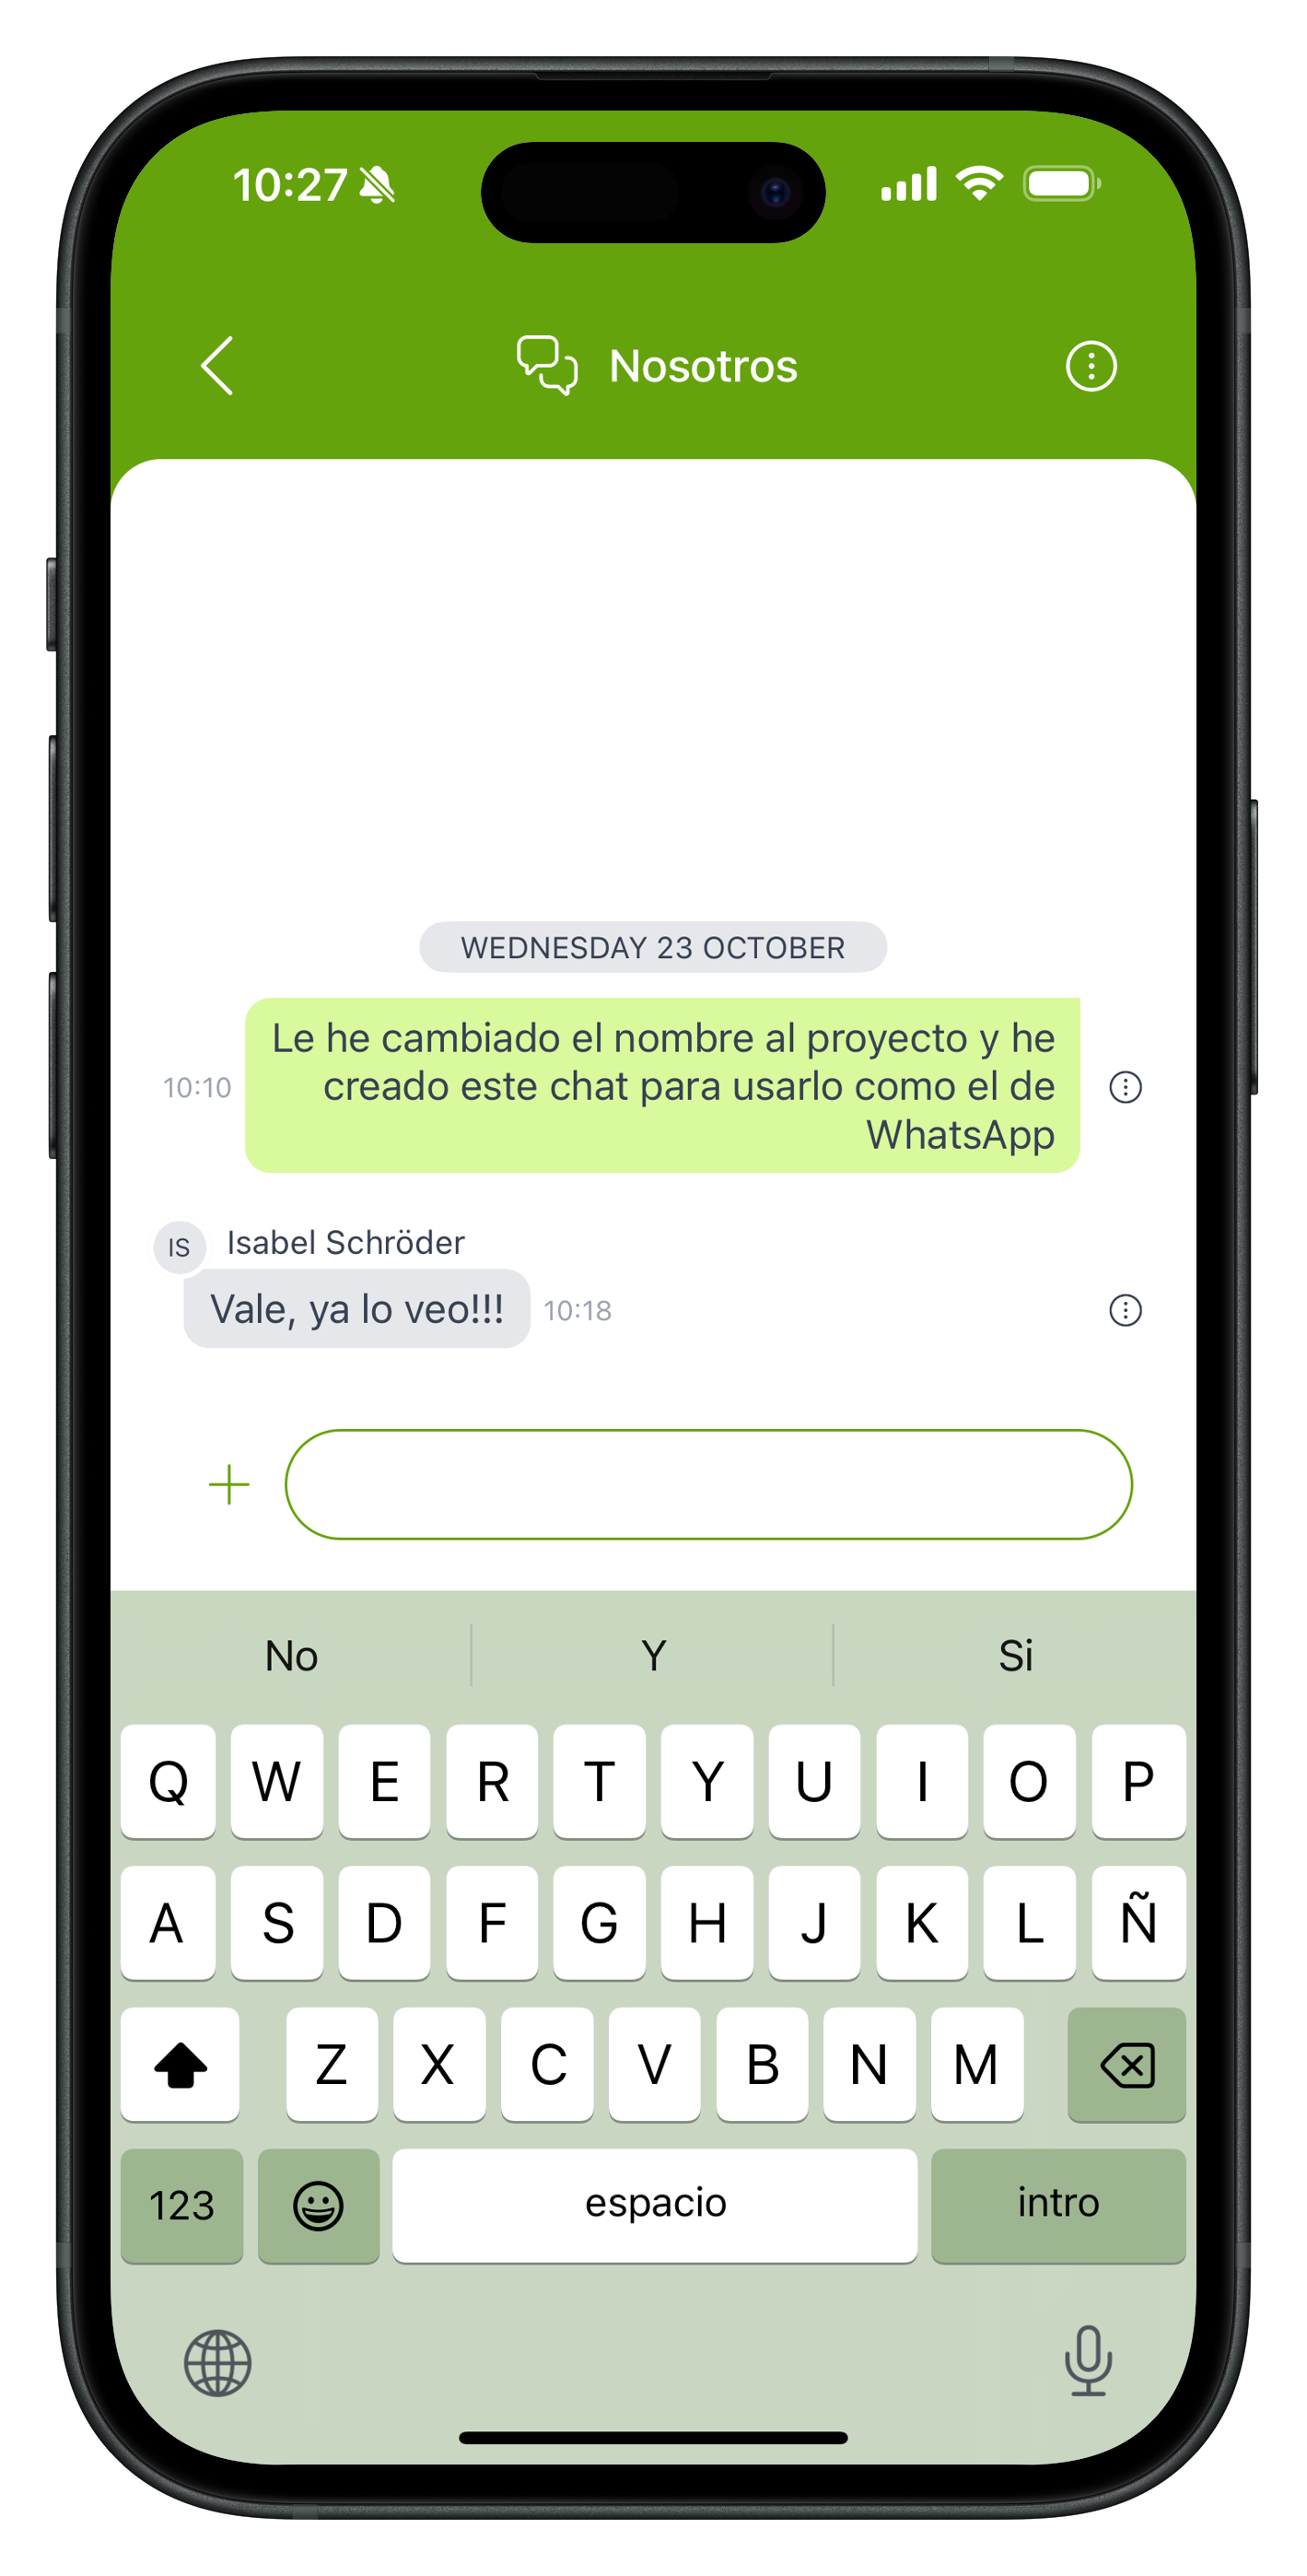 10:27
Nosotros
WEDNESDAY 23 OCTOBER
Le he cambiado el nombre al proyecto y he
10:10 creado este chat para usarlo como el de
WhatsApp
IS Isabel Schröder
Vale, ya lo veo!!! 10:18
No Y Si
Q W E R T Y U I O P
A S D F G H J K L Ñ
Z X C V B N M
123 espacio intro